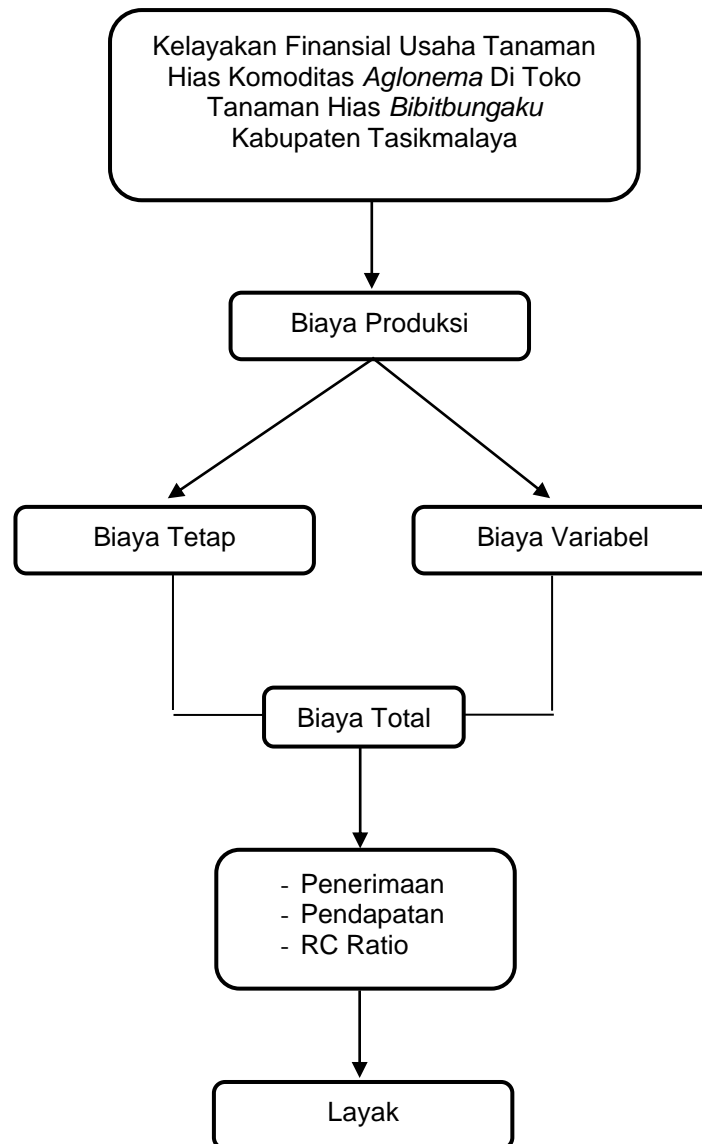 Kelayakan Finansial Usaha Tanaman
Hias Komoditas Aglonema Di Toko
Tanaman Hias Bibitbungaku
Kabupaten Tasikmalaya
Biaya Produksi
Biaya Tetap
Biaya Variabel
Biaya Total
- Penerimaan
- Pendapatan
- RC Ratio
Layak